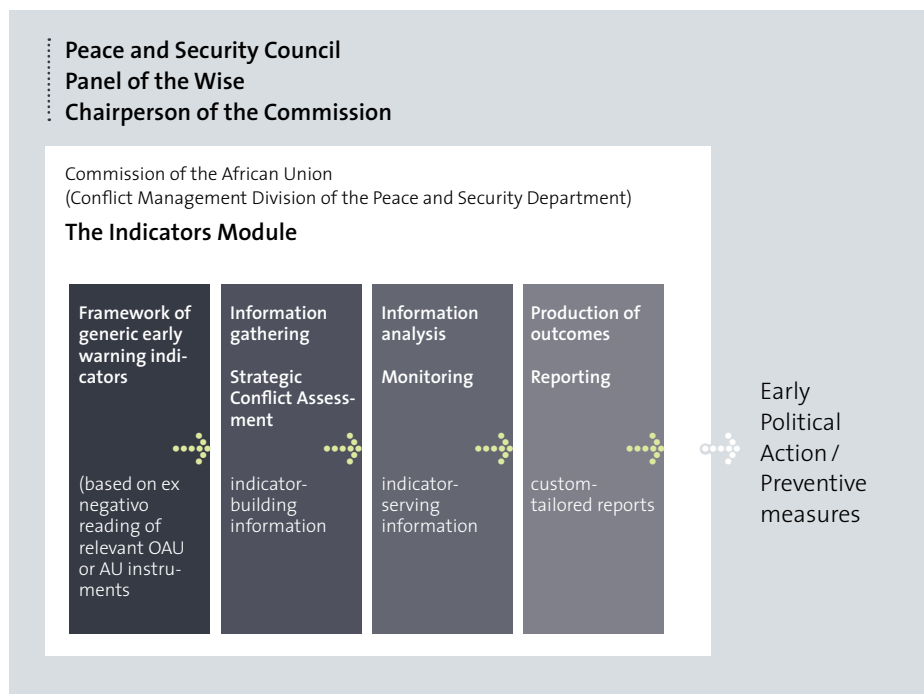 Peace and Security Council
Panel of the Wise
Chairperson of the Commission
Commission of the African Union
(Conflict Management Division of the Peace and Security Department)
The Indicators Module
Framework of
generic early
warning indi-
cators
(based on ex
negativo
reading of
relevant OAU
or AU instru-
ments
Information
gathering
Strategic
Conflict Assess-
ment
indicator-
building
information
Information
analysis
Monitoring
indicator-
serving
information
Production of
outcomes
Reporting
custom-
tailored reports
Early
Political
Action /
Preventive
measures